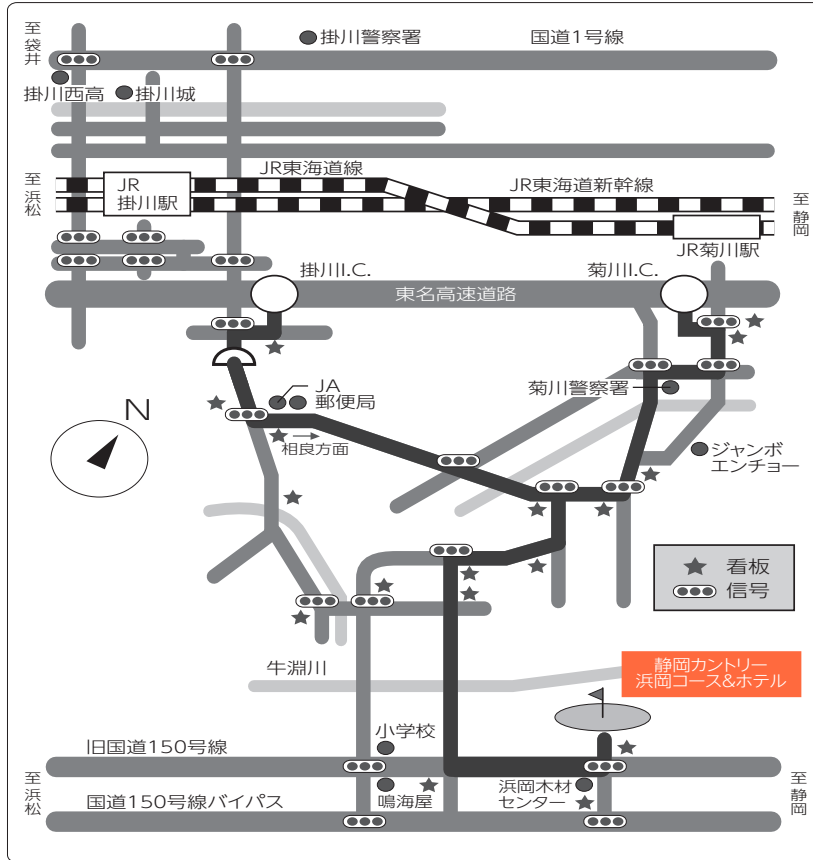 至袋井
掛川警察署
国道1号線
掛川西高
掛川城
至浜松
JR
掛川駅
JR東海道線
JR東海道新幹線
至静岡
JR菊川駅
掛川I.C.
菊川I.C.
東名高速道路
N
JA
郵便局
相良方面
菊川警察署
ジャンボ
エンチョー
看板
信号
牛淵川
静岡カントリー
浜岡コース&ホテル
小学校
旧国道150号線
至浜松
鳴海屋
浜岡木材
センター
至静岡
国道150号線バイパス